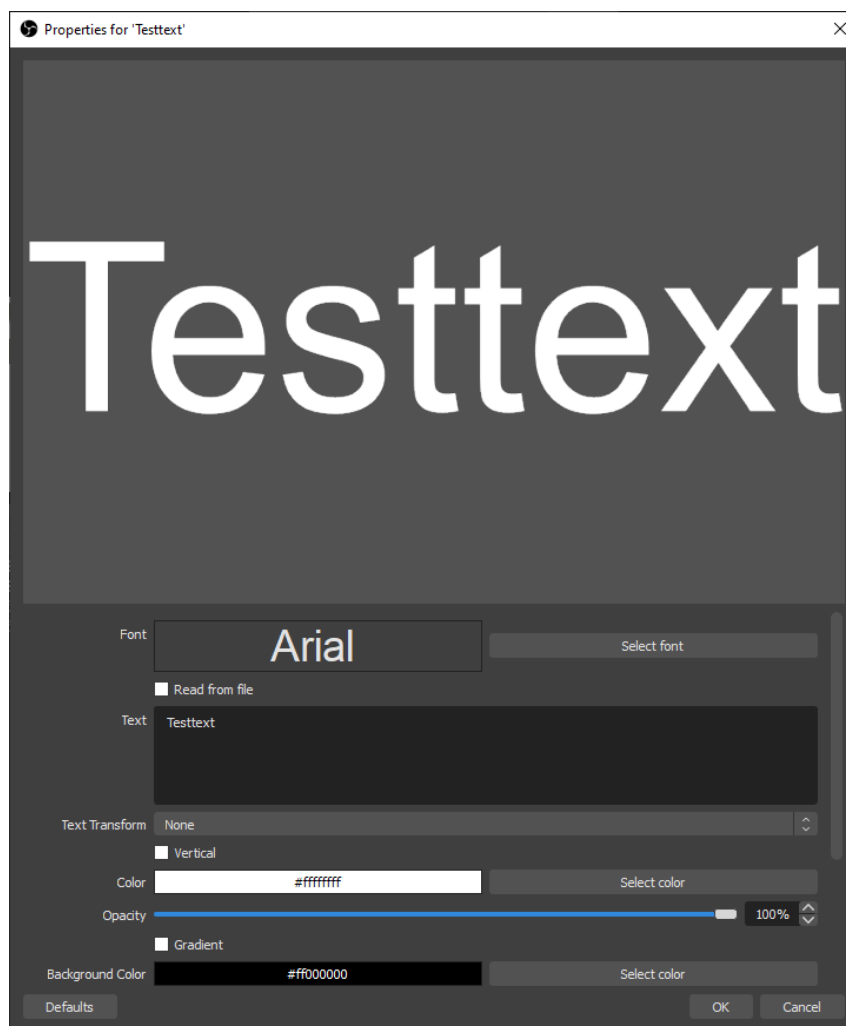 Properties for 'Testtext'
Testtext
Font
Arial
Select font
Read from file
Text
Testtext
Text Transform
None
Vertical
Color
#ffffffff
Select color
Opacity
100%
Gradient
Background Color
#ff000000
Select color
Defaults
OK
Cancel